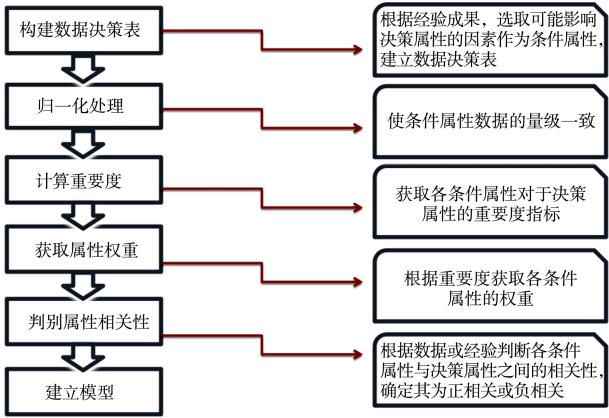 构建数据决策表
根据经验成果，选取可能影响
决策属性的因素作为条件属性，
建立数据决策表
归一化处理
使条件属性数据的量级一致
计算重要度
获取各条件属性对于决策
属性的重要度指标
获取属性权重
根据重要度获取各条件
属性的权重
判别属性相关性
根据数据或经验判断各条件
属性与决策属性之间的相关性，
确定其为正相关或负相关
建立模型